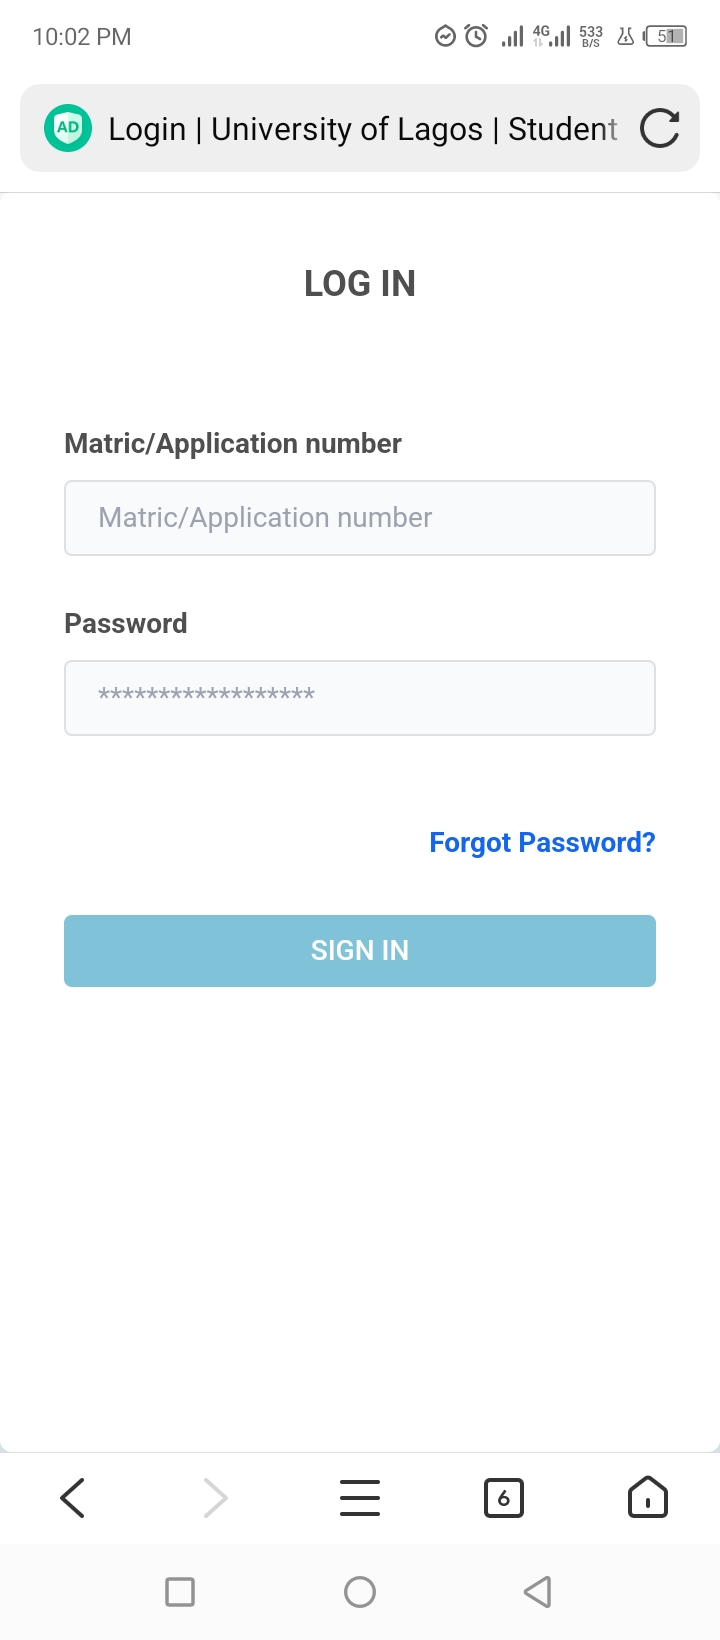 10:02 PM
4G
533
B/S
51
AD
Login | University of Lagos | Student
LOG IN
Matric/Application number
Matric/Application number
Password
******************
Forgot Password?
SIGN IN
6